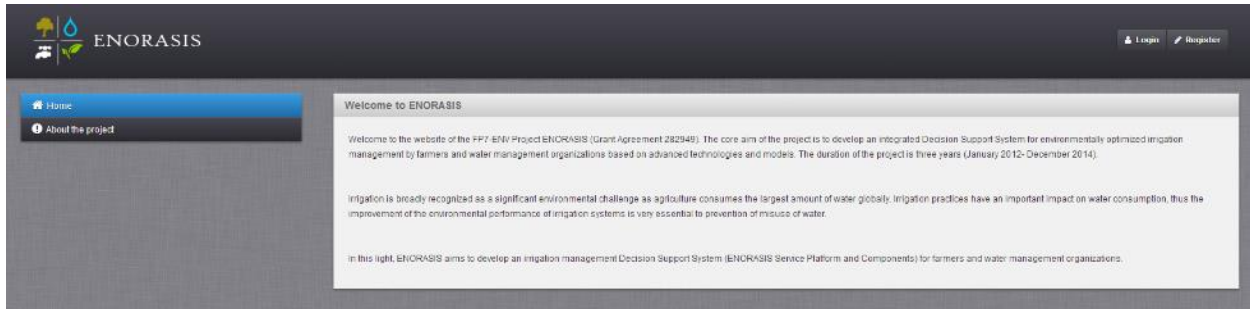 ENORASIS
Login Register
Home
About the project
Welcome to ENORASIS
Welcome to the website of the FP7-ENV Project ENORASIS (Grant Agreement 282949). The core aim of the project is to develop an integrated Decision Support System for environmentally optimized irrigation
management by farmers and water management organizations based on advanced technologies and models. The duration of the project is three years (January 2012- December 2014).
Irrigation is broadly recognized as a significant environmental challenge as agriculture consumes the largest amount of water globally. Irrigation practices have an important impact on water consumption, thus the
improvement of the environmental performance of irrigation systems is very essential to prevention of misuse of water.
In this light, ENORASIS aims to develop an irrigation management Decision Support System (ENORASIS Service Platform and Components) for farmers and water management organizations.